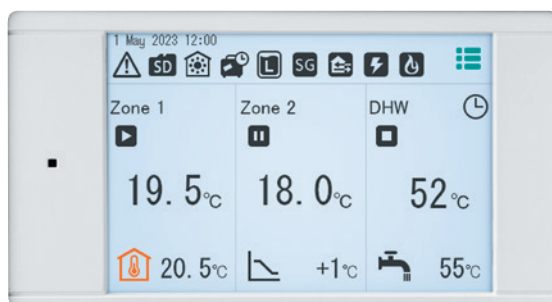 1 May 2023 12:00
SD L SG
Zone 1
Zone 2
DHW
19.5℃
18.0℃
52℃
20.5℃
+1℃
55℃